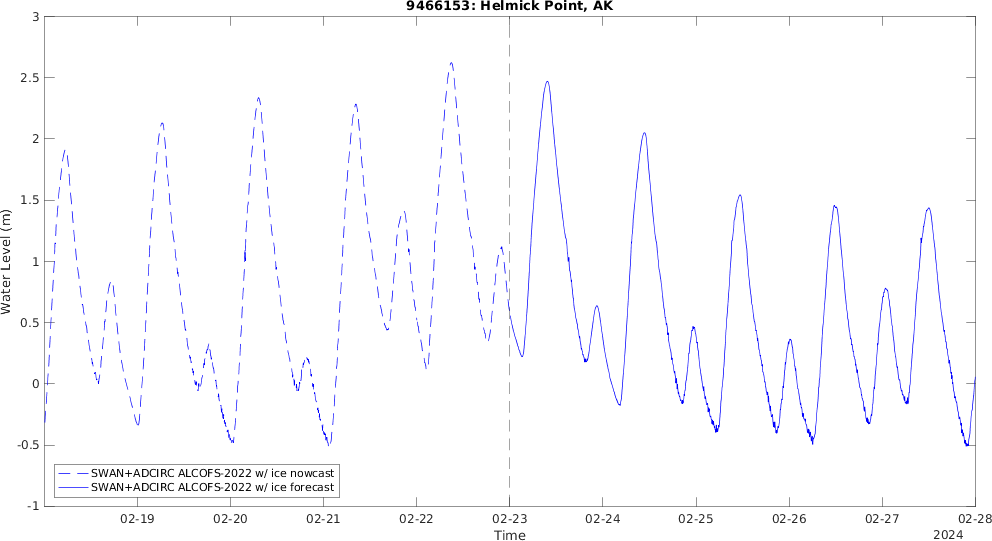 9466153: Helmick Point, AK
3
2.5
2
1.5
1
0.5
0
-0.5
-1
Water Level (m)
SWAN+ADCIRC ALCOFS-2022 w/ ice nowcast
SWAN+ADCIRC ALCOFS-2022 w/ ice forecast
02-19 02-20 02-21 02-22 02-23 02-24 02-25 02-26 02-27 02-28
Time
2024